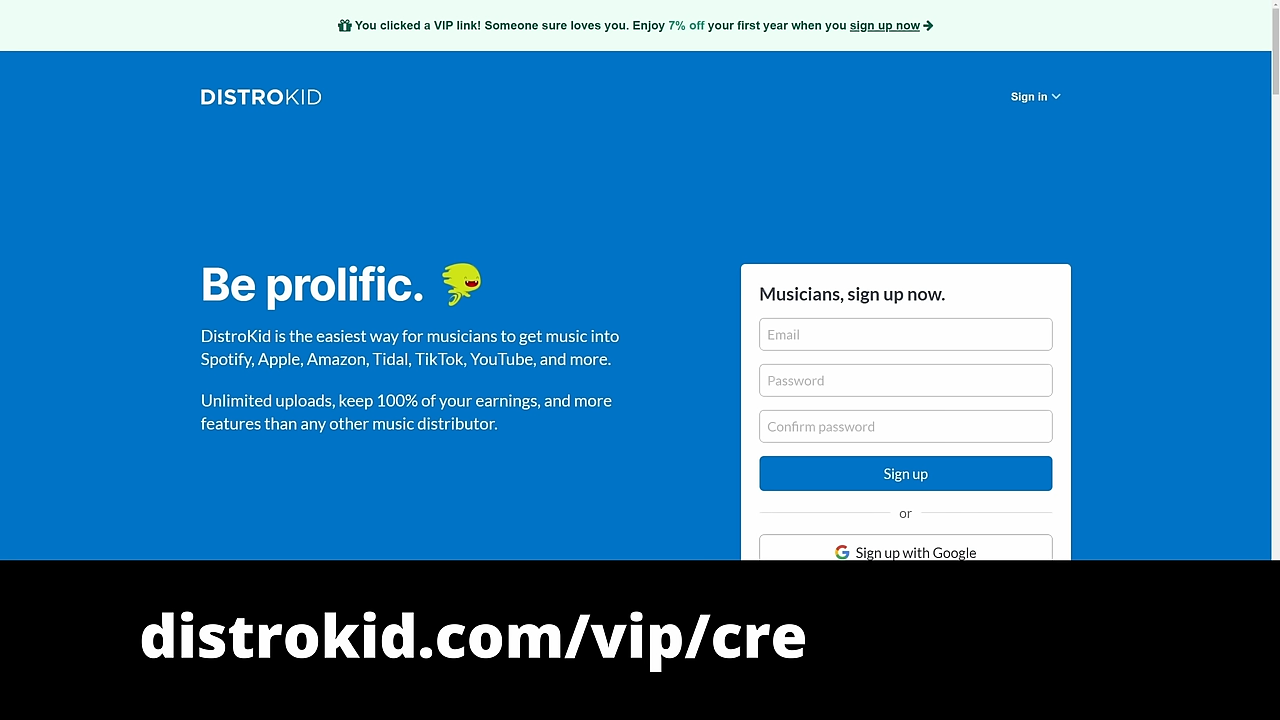 You clicked a VIP link! Someone sure loves you. Enjoy 7% off your first year when you sign up now
DISTROKID
Sign in
Be prolific.
DistroKid is the easiest way for musicians to get music into
Spotify, Apple, Amazon, Tidal, TikTok, YouTube, and more.
Unlimited uploads, keep 100% of your earnings, and more
features than any other music distributor.
Musicians, sign up now.
Email
Password
Confirm password
Sign up
or
Sign up with Google
distrokid.com/vip/cre